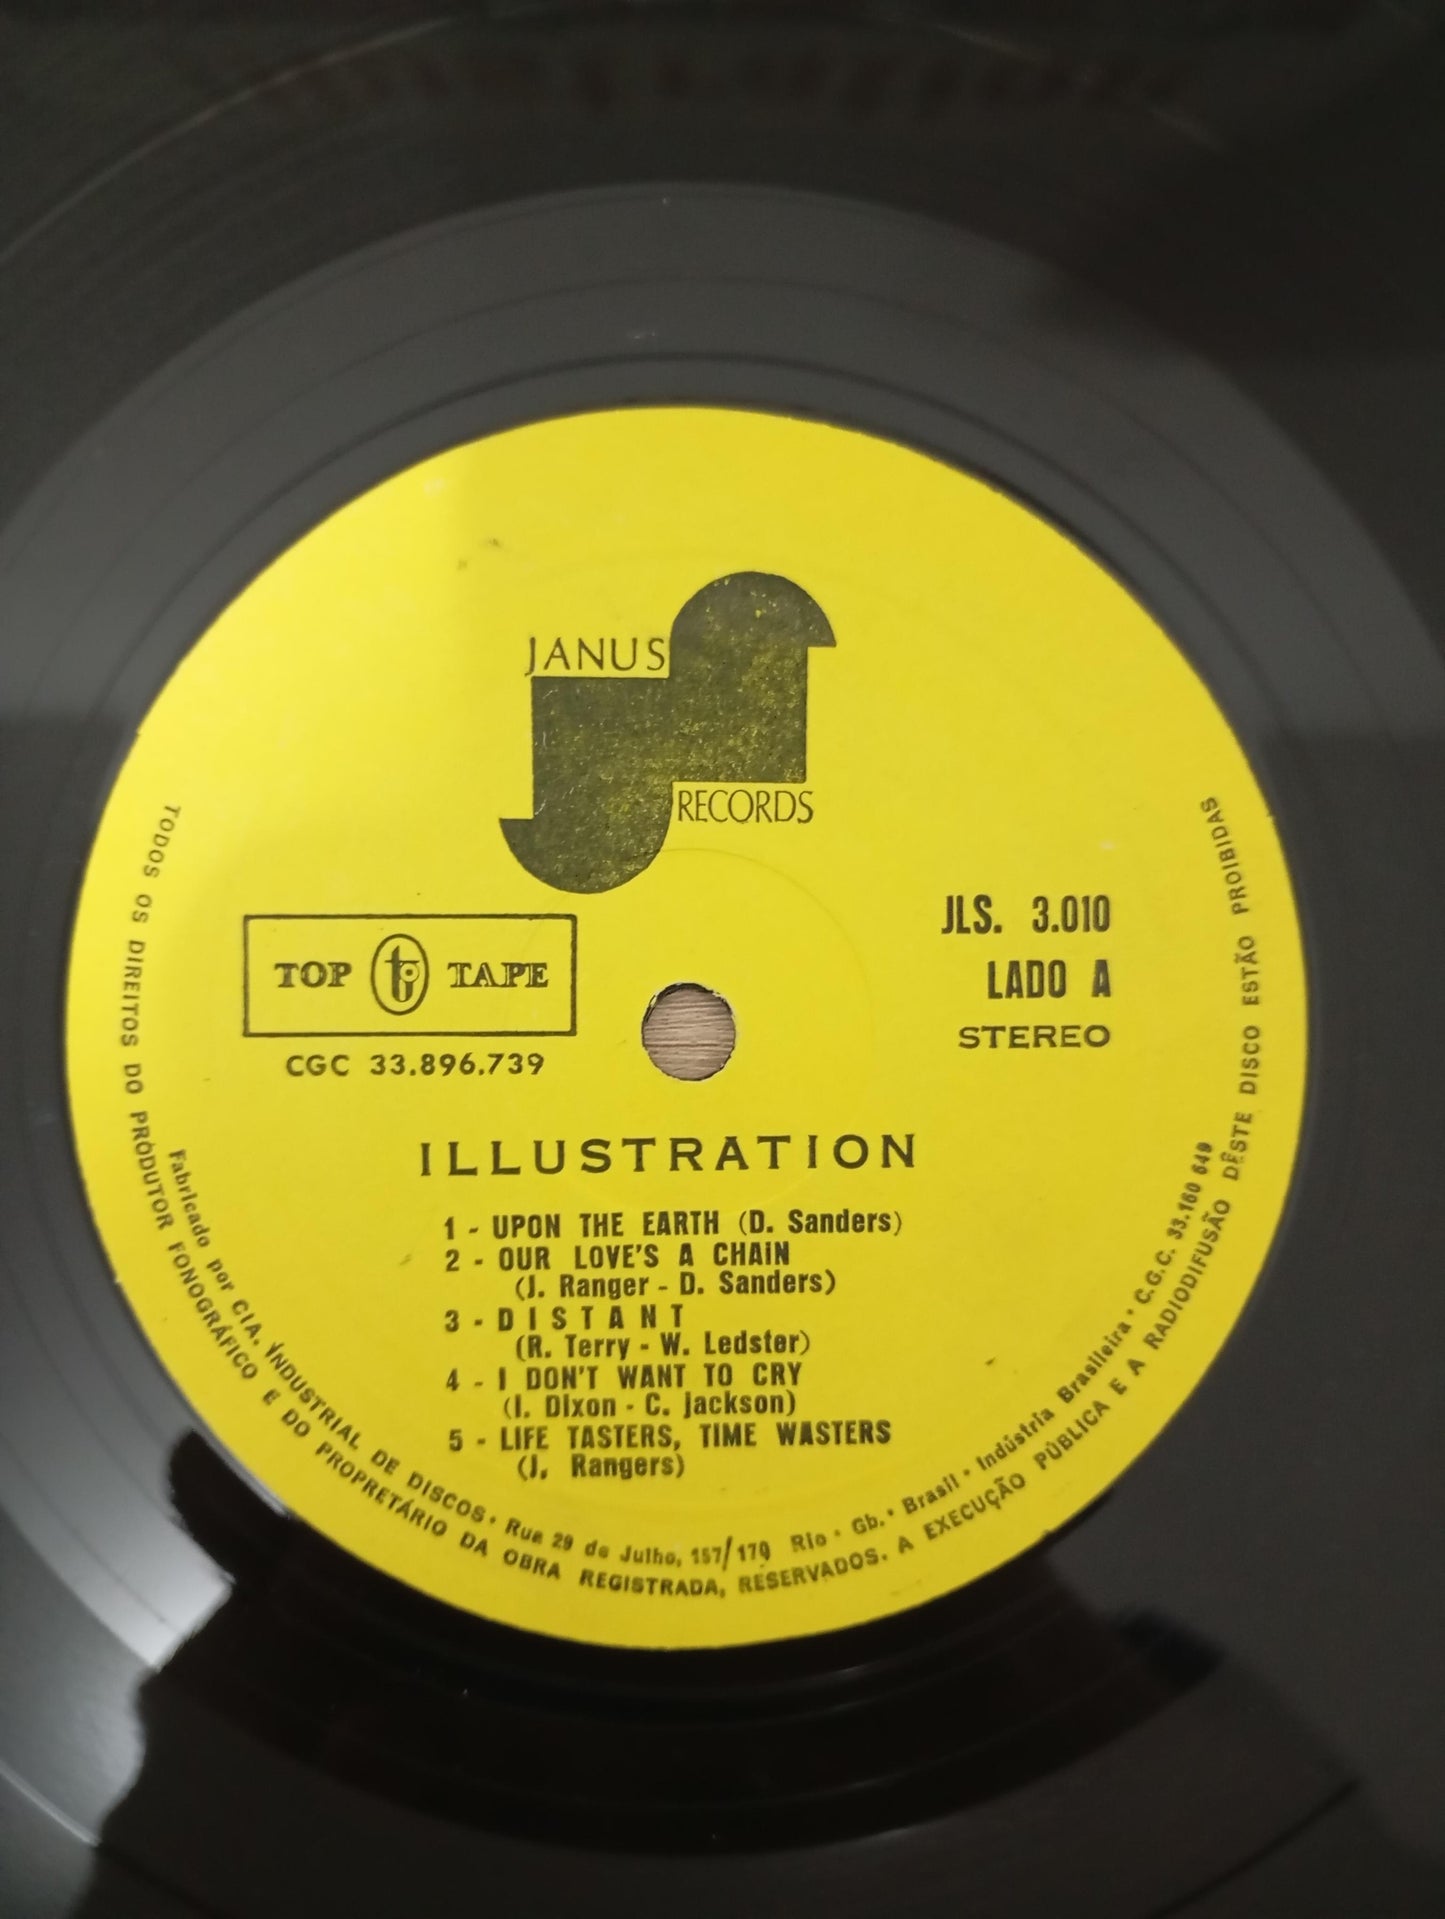 JANUS
RECORDS
TOP tt TAPE
CGC 33.896.739
JLS. 3.010
LADO A
STEREO
ILLUSTRATION
1 - UPON THE EARTH (D. Sanders)
2 - OUR LOVE'S A CHAIN
(J. Ranger - D. Sanders)
3 - DISTANT
(R. Terry - W. Ledster)
4 - I DON'T WANT TO CRY
(I. Dixon - C. Jackson)
5 - LIFE TASTERS, TIME WASTERS
(J. Rangers)
Fabricado por CIA. INDUSTRIAL DE DISCOS • Rua 29 de Julho, 157/179 Rio • Gb. • Brasil • Indústria Brasileira • C.G.C. 33.160 649
TODOS OS DIREITOS DO PRODUTOR FONOGRÁFICO E DO PROPRETÁRIO DA OBRA REGISTRADA, RESERVADOS. A EXECUÇÃO PÚBLICA E A RADIODIFUSÃO DÊSTE DISCO ESTÃO PROIBIDAS